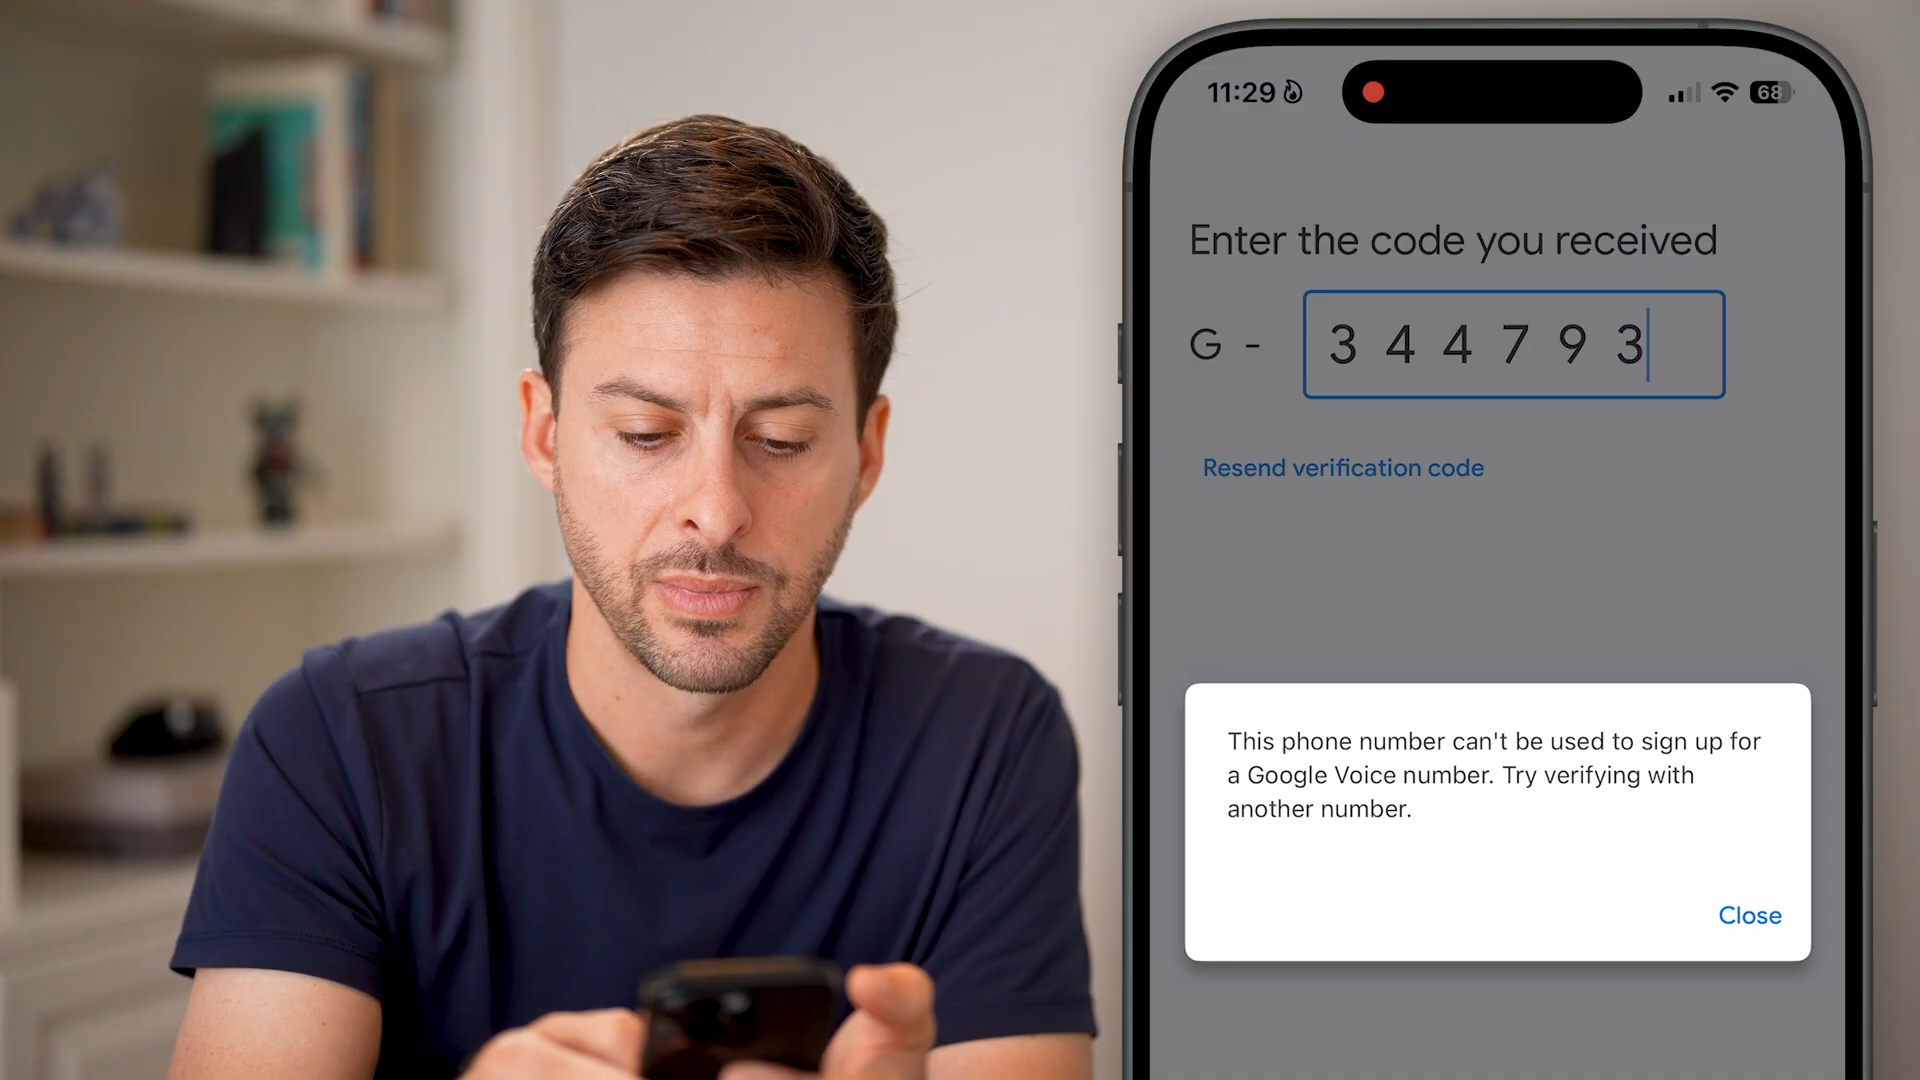 11:29
68
Enter the code you received
G - 3 4 4 7 9 3
Resend verification code
This phone number can't be used to sign up for
a Google Voice number. Try verifying with
another number.
Close